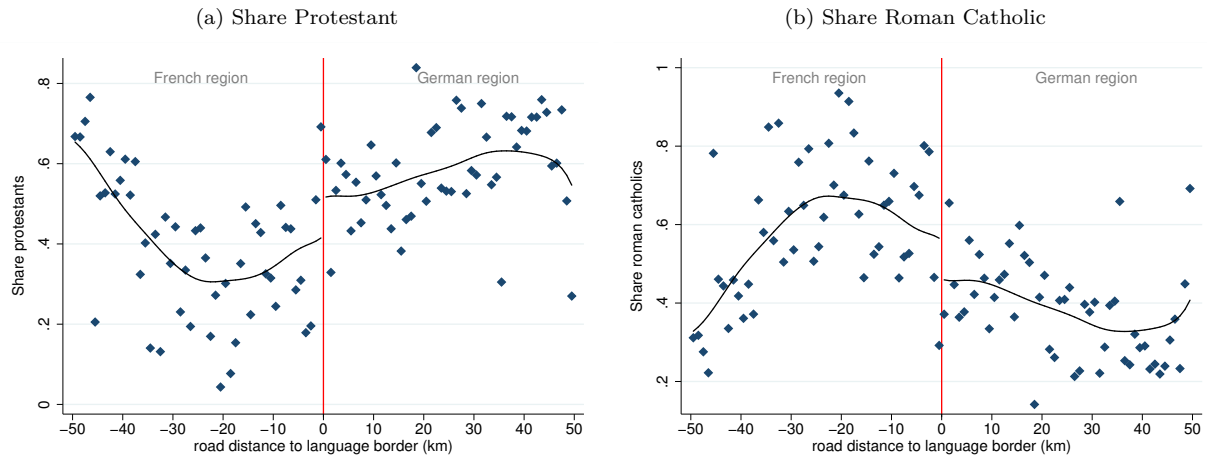 (a) Share Protestant
(b) Share Roman Catholic
French region
German region
Share protestants
.8
.6
.4
.2
0
−50 −40 −30 −20 −10 0 10 20 30 40 50
road distance to language border (km)
French region
German region
Share roman catholics
1
.8
.6
.4
.2
−50 −40 −30 −20 −10 0 10 20 30 40 50
road distance to language border (km)